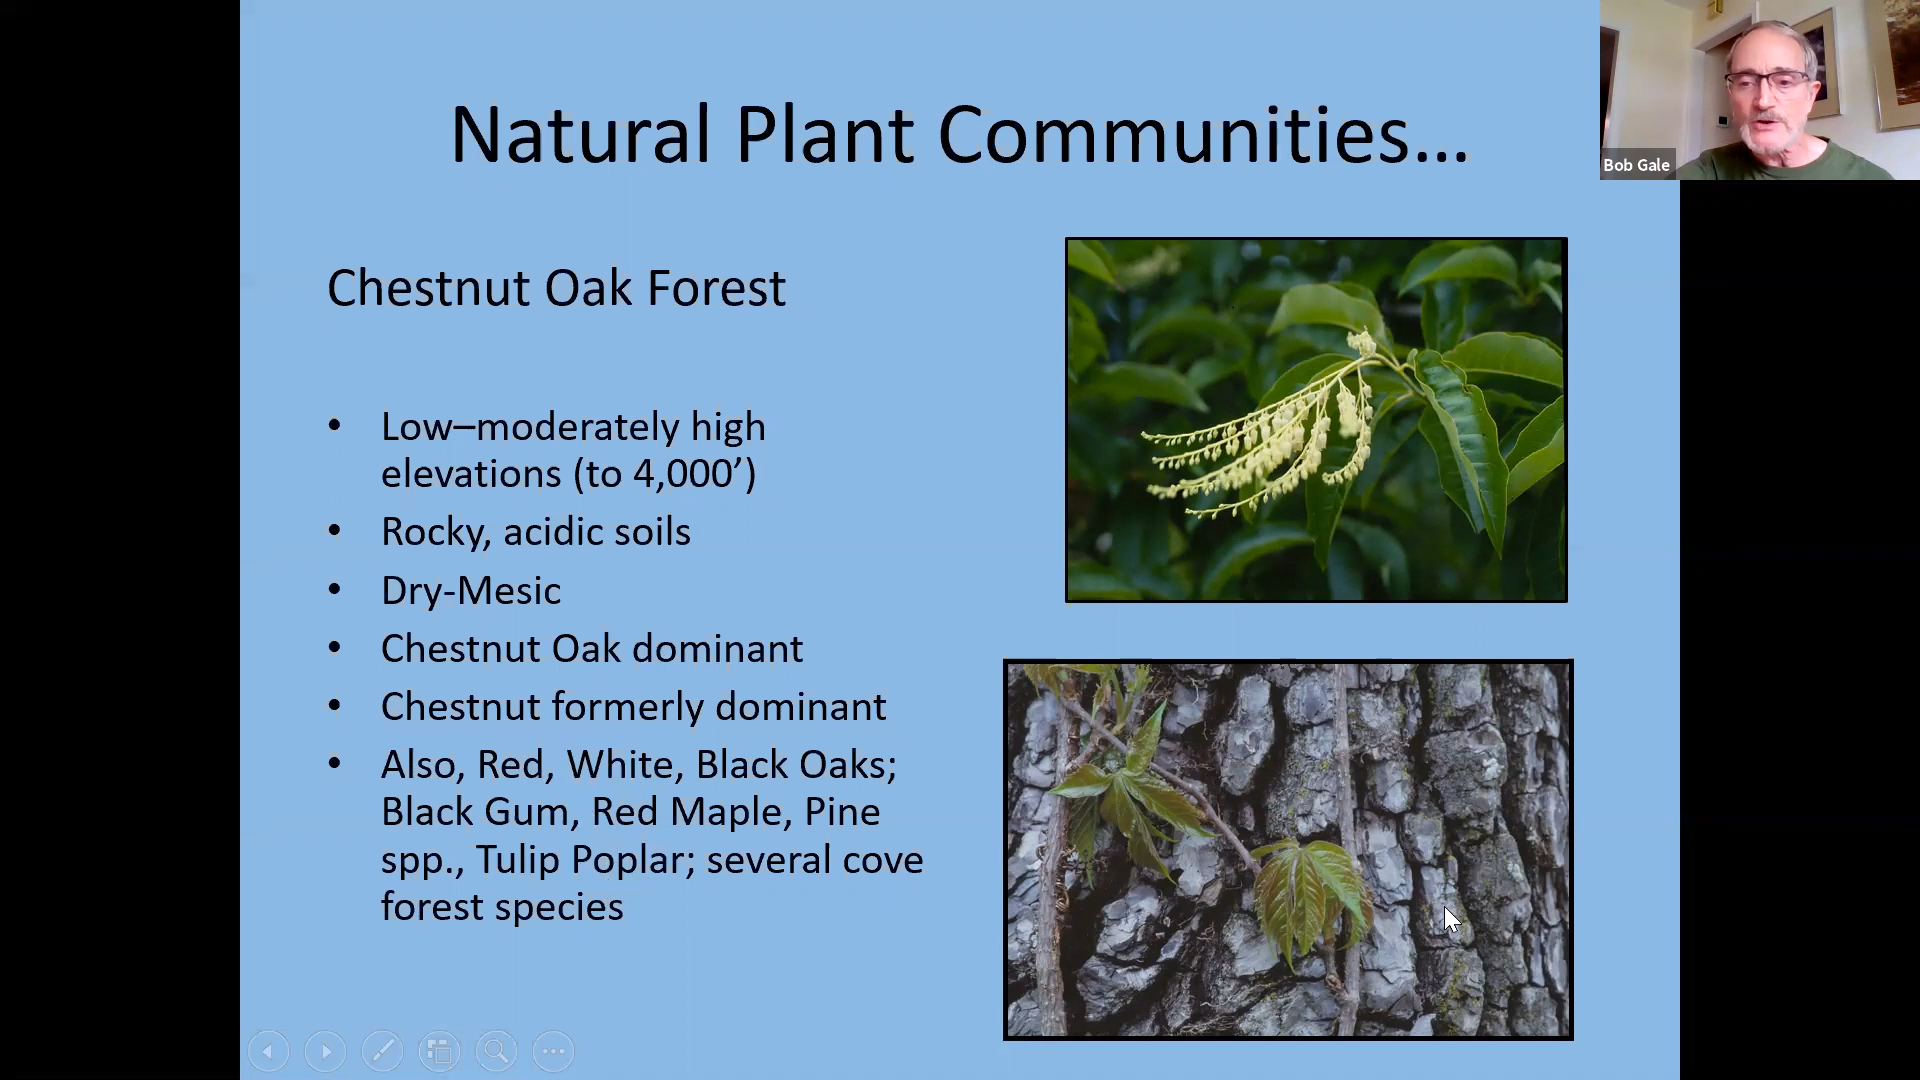 Natural Plant Communities…
Bob Gale
Chestnut Oak Forest
• Low–moderately high
elevations (to 4,000’)
• Rocky, acidic soils
• Dry-Mesic
• Chestnut Oak dominant
• Chestnut formerly dominant
• Also, Red, White, Black Oaks;
Black Gum, Red Maple, Pine
spp., Tulip Poplar; several cove
forest species